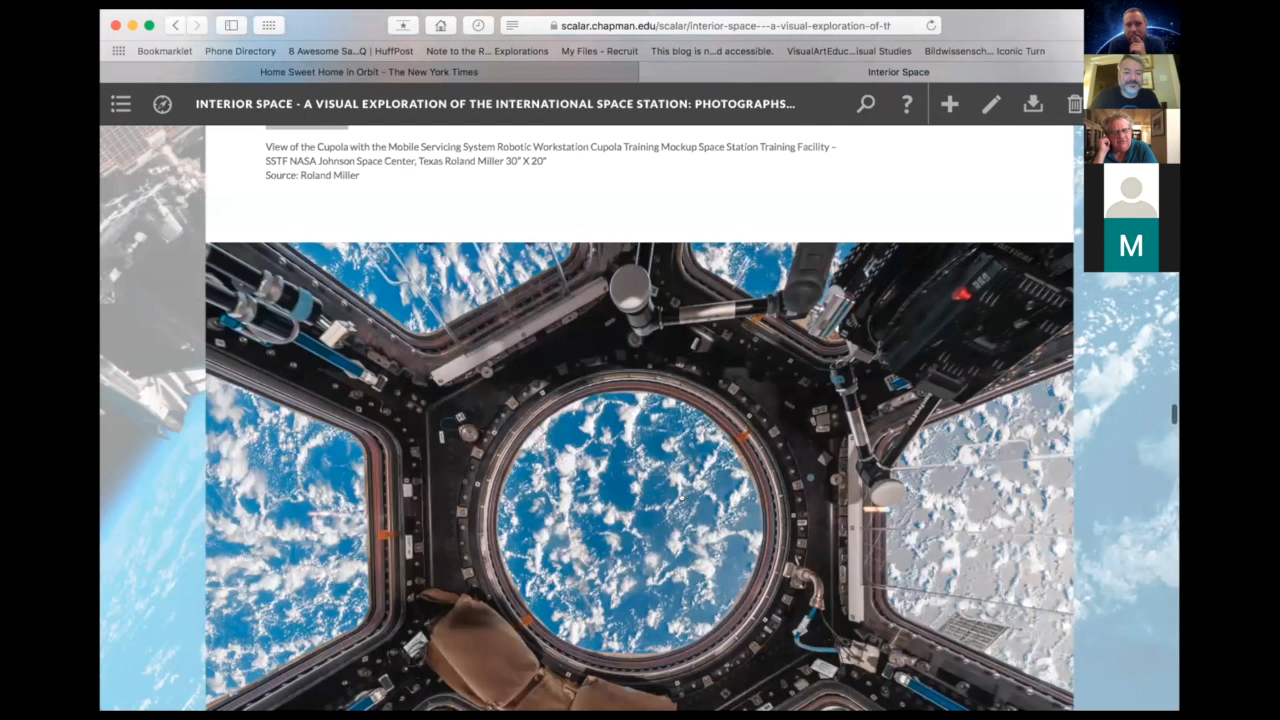 scalar.chapman.edu/scalar/interior-space---a-visual-exploration-of-th
Bookmarklet Phone Directory 8 Awesome Sa...Q | HuffPost Note to the R... Explorations My Files - Recruit This blog is n...d accessible. VisualArtEduc...isual Studies Bildwissensch... Iconic Turn
Home Sweet Home in Orbit - The New York Times Interior Space
INTERIOR SPACE - A VISUAL EXPLORATION OF THE INTERNATIONAL SPACE STATION: PHOTOGRAPHS...
View of the Cupola with the Mobile Servicing System Robotic Workstation Cupola Training Mockup Space Station Training Facility –
SSTF NASA Johnson Space Center, Texas Roland Miller 30" X 20"
Source: Roland Miller
M